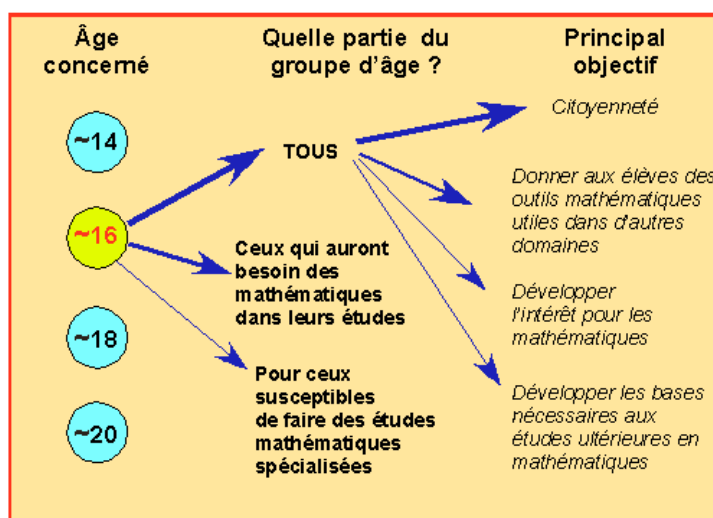 Âge
concerné
Quelle partie du
groupe d'âge ?
Principal
objectif
~14
~16
~18
~20
TOUS
Ceux qui auront
besoin des
mathématiques
dans leurs études
Pour ceux
susceptibles
de faire des études
mathématiques
spécialisées
Citoyenneté
Donner aux élèves des
outils mathématiques
utiles dans d'autres
domaines
Développer
l'intérêt pour les
mathématiques
Développer les bases
nécessaires aux
études ultérieures en
mathématiques